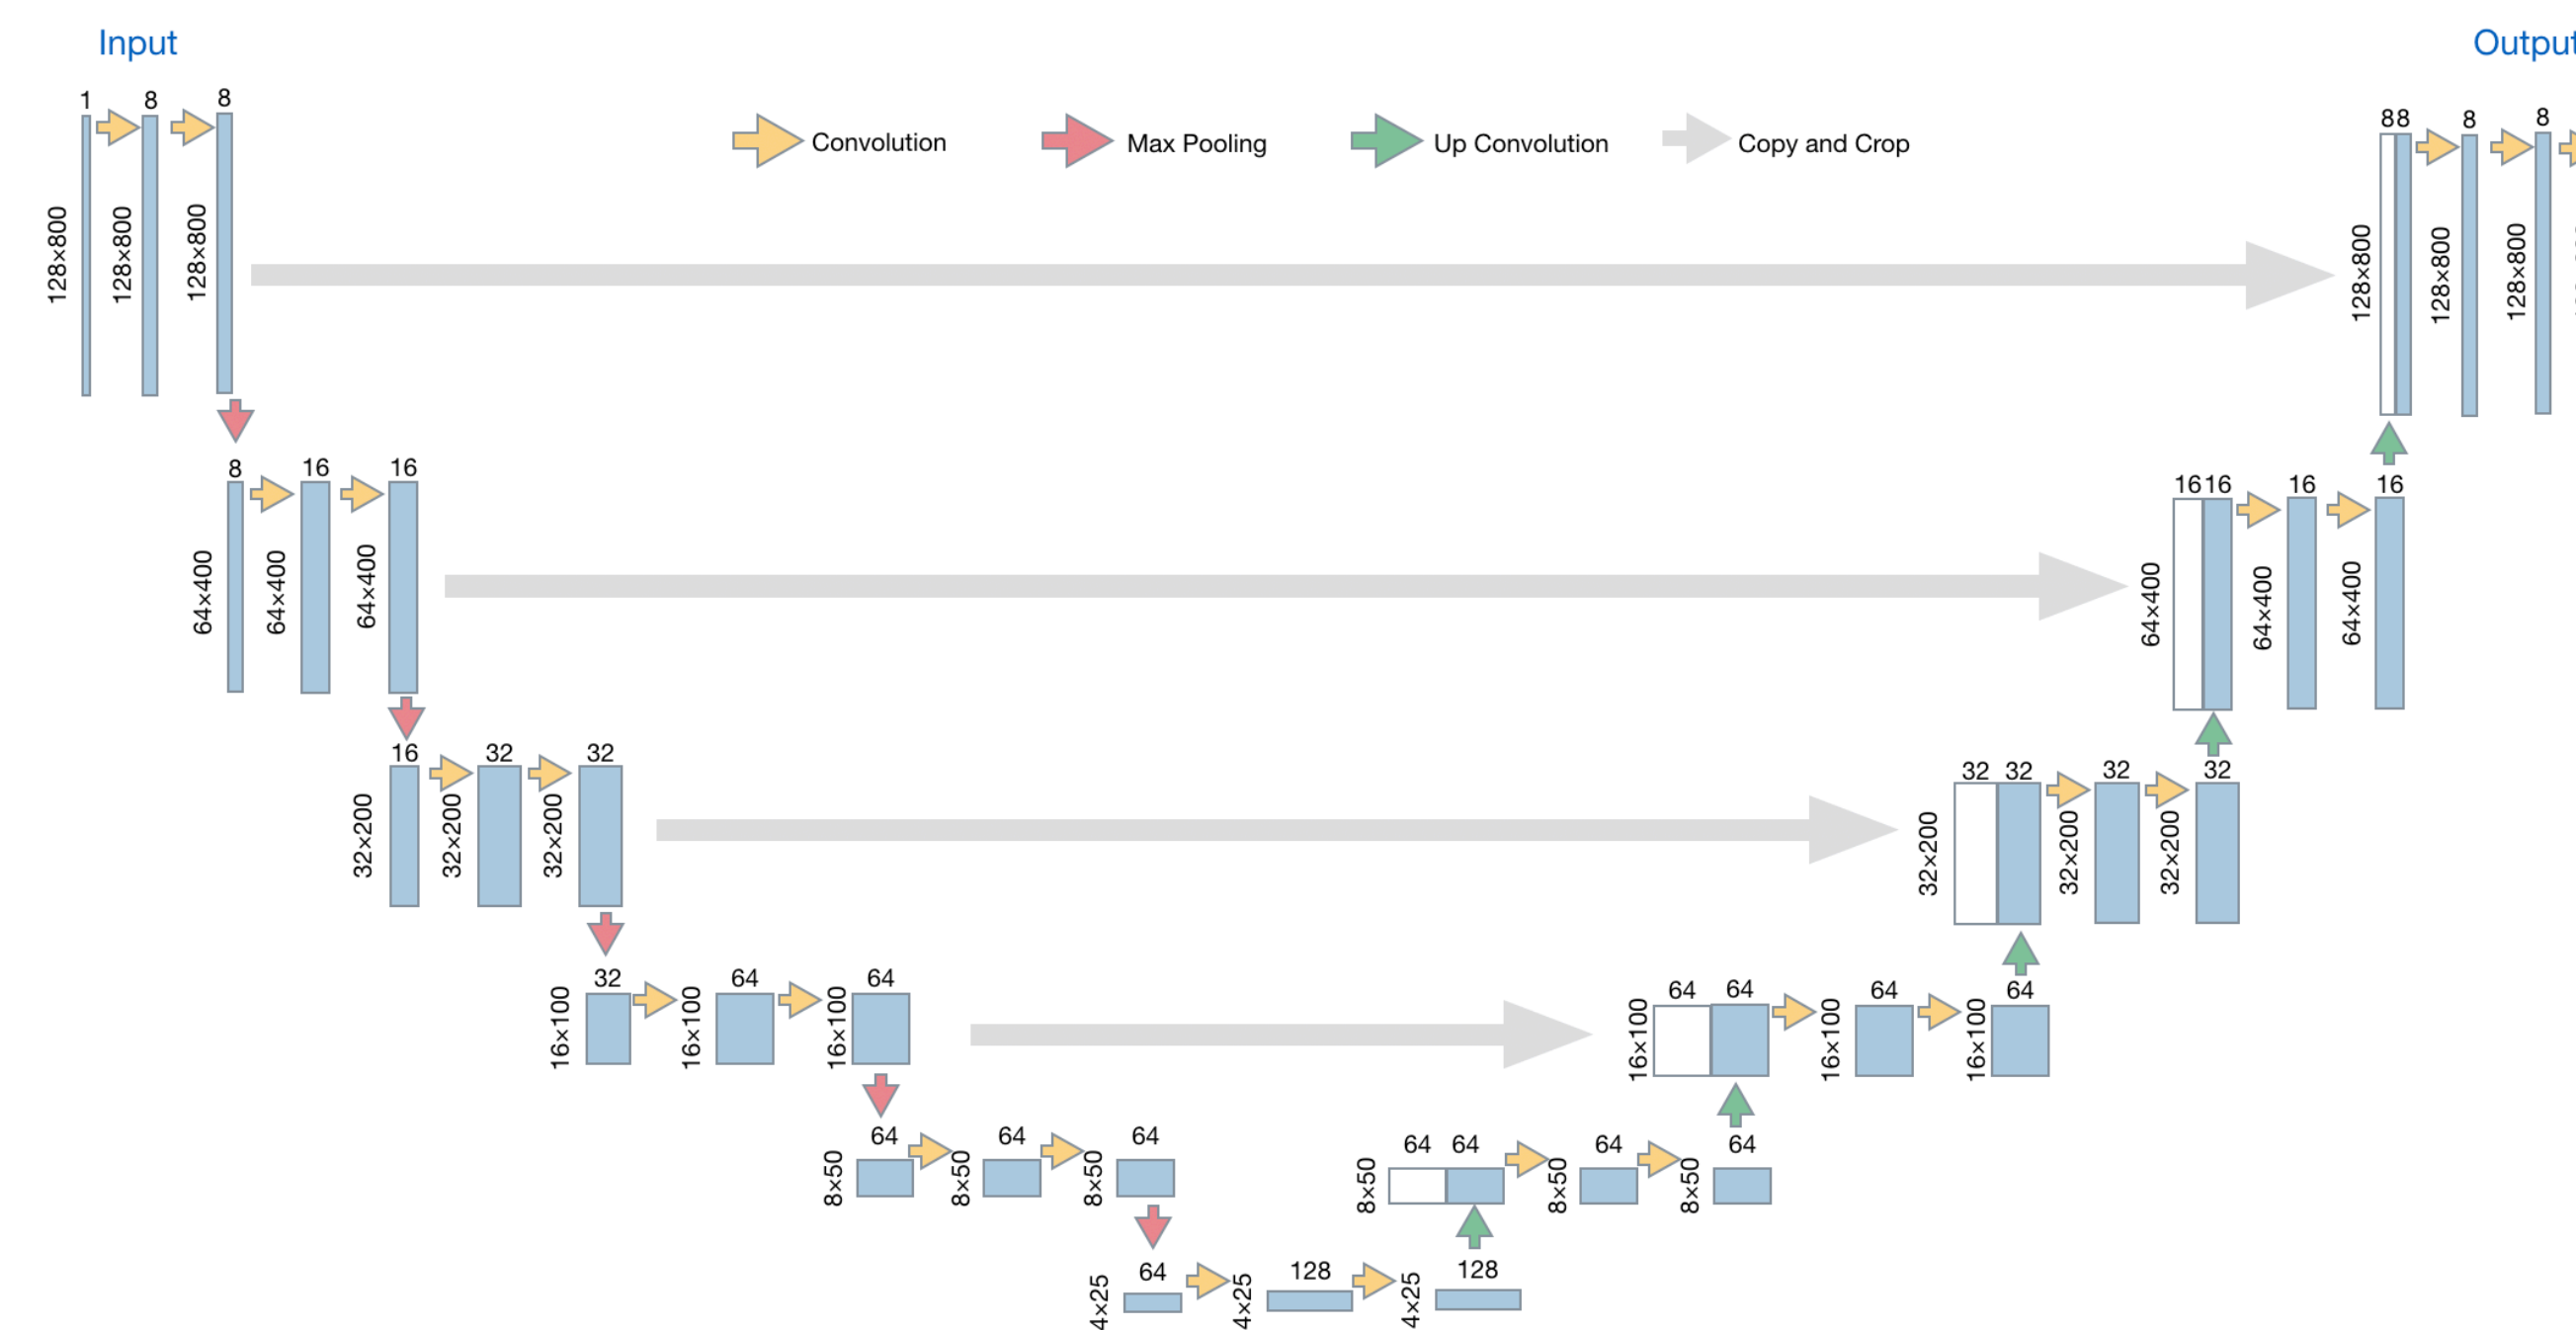 Input
Output
1 8 8
128×800 128×800 128×800
Convolution
Max Pooling
Up Convolution
Copy and Crop
88 8 8
128×800 128×800 128×800
8 16 16
64×400 64×400 64×400
1616 16 16
64×400 64×400 64×400
16 32 32
32×200 32×200 32×200
32 32 32 32
32×200 32×200 32×200
32 64 64
16×100 16×100 16×100
64 64 64 64
16×100 16×100 16×100
64 64 64
8×50 8×50 8×50
64 64 64 64
8×50 8×50 8×50
64 128 128
4×25 4×25 4×25